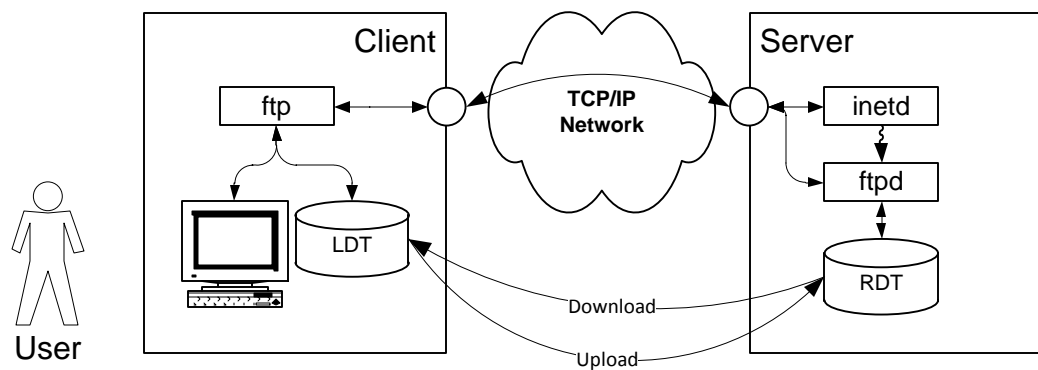 Client
Server
ftp
TCP/IP
Network
inetd
ftpd
LDT
RDT
Download
Upload
User